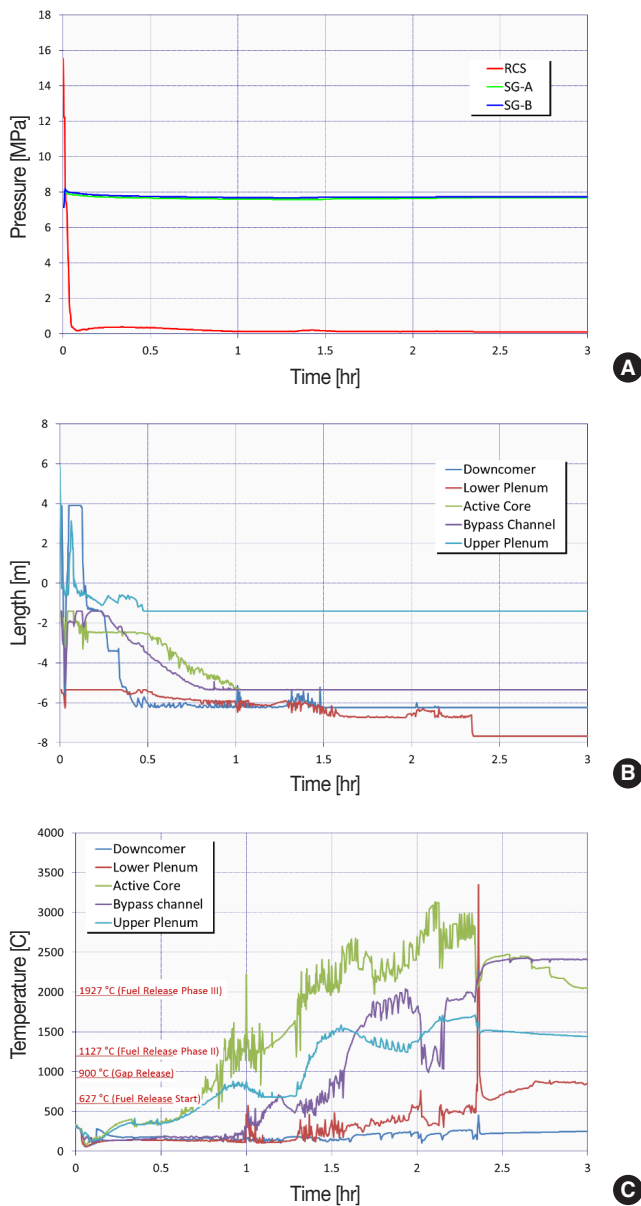 18
16
14
12
10
8
6
4
2
0
Pressure [MPa]
RCS
SG-A
SG-B
0
0.5
1
1.5
2
2.5
3
Time [hr]
A
8
6
4
2
0
-2
-4
-6
-8
Length [m]
Downcomer
Lower Plenum
Active Core
Bypass Channel
Upper Plenum
0
0.5
1
1.5
2
2.5
3
Time [hr]
B
4000
3500
3000
2500
2000
1500
1000
500
0
Temperature [C]
Downcomer
Lower Plenum
Active Core
Bypass channel
Upper Plenum
1927 °C (Fuel Release Phase III)
1127 °C (Fuel Release Phase II)
900 °C (Gap Release)
627 °C (Fuel Release Start)
0
0.5
1
1.5
2
2.5
3
Time [hr]
C